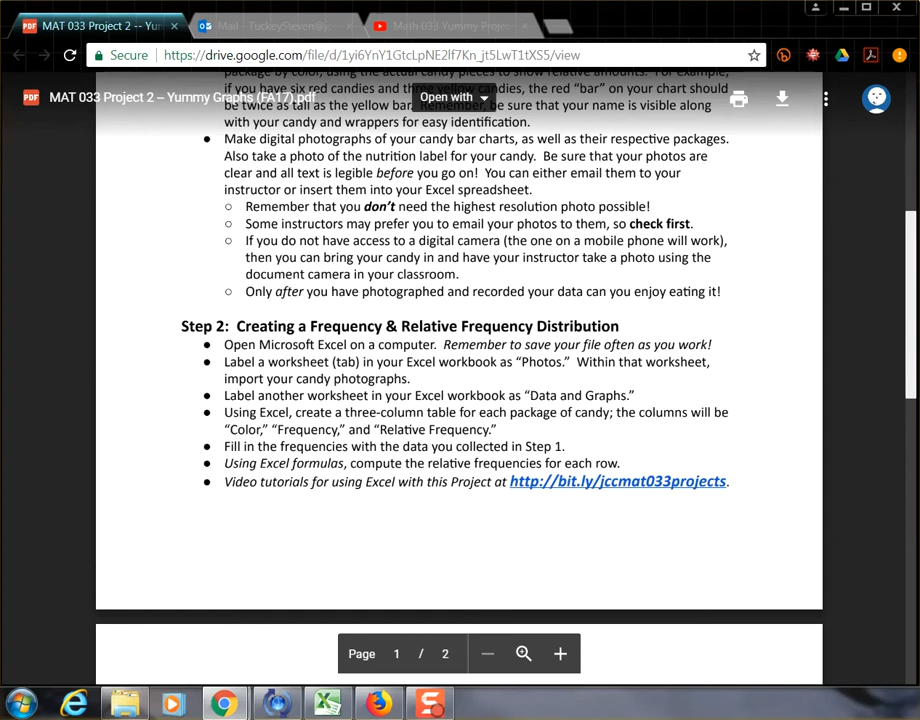 MAT 033 Project 2 -- Yu
Mail - TuckeySteven@j
Math 033 Yummy Proje
Secure
https://drive.google.com/file/d/1yi6YnY1GtcLpNE2lf7Kn_jt5LwT1tXS5/view
package by color, using the actual candy pieces to show relative amounts. For example,
if you have six red candies and three yellow candies, the red "bar" on your chart should
MAT 033 Project 2 – Yummy Graphs (FA17).pdf
Open with
be twice as tall as the yellow bar. Remember, be sure that your name is visible along
with your candy and wrappers for easy identification.
● Make digital photographs of your candy bar charts, as well as their respective packages.
Also take a photo of the nutrition label for your candy. Be sure that your photos are
clear and all text is legible before you go on! You can either email them to your
instructor or insert them into your Excel spreadsheet.
○ Remember that you don't need the highest resolution photo possible!
○ Some instructors may prefer you to email your photos to them, so check first.
○ If you do not have access to a digital camera (the one on a mobile phone will work),
then you can bring your candy in and have your instructor take a photo using the
document camera in your classroom.
○ Only after you have photographed and recorded your data can you enjoy eating it!
Step 2: Creating a Frequency & Relative Frequency Distribution
● Open Microsoft Excel on a computer. Remember to save your file often as you work!
● Label a worksheet (tab) in your Excel workbook as "Photos." Within that worksheet,
import your candy photographs.
● Label another worksheet in your Excel workbook as "Data and Graphs."
● Using Excel, create a three-column table for each package of candy; the columns will be
"Color," "Frequency," and "Relative Frequency."
● Fill in the frequencies with the data you collected in Step 1.
● Using Excel formulas, compute the relative frequencies for each row.
● Video tutorials for using Excel with this Project at http://bit.ly/jccmat033projects.
Page 1 / 2